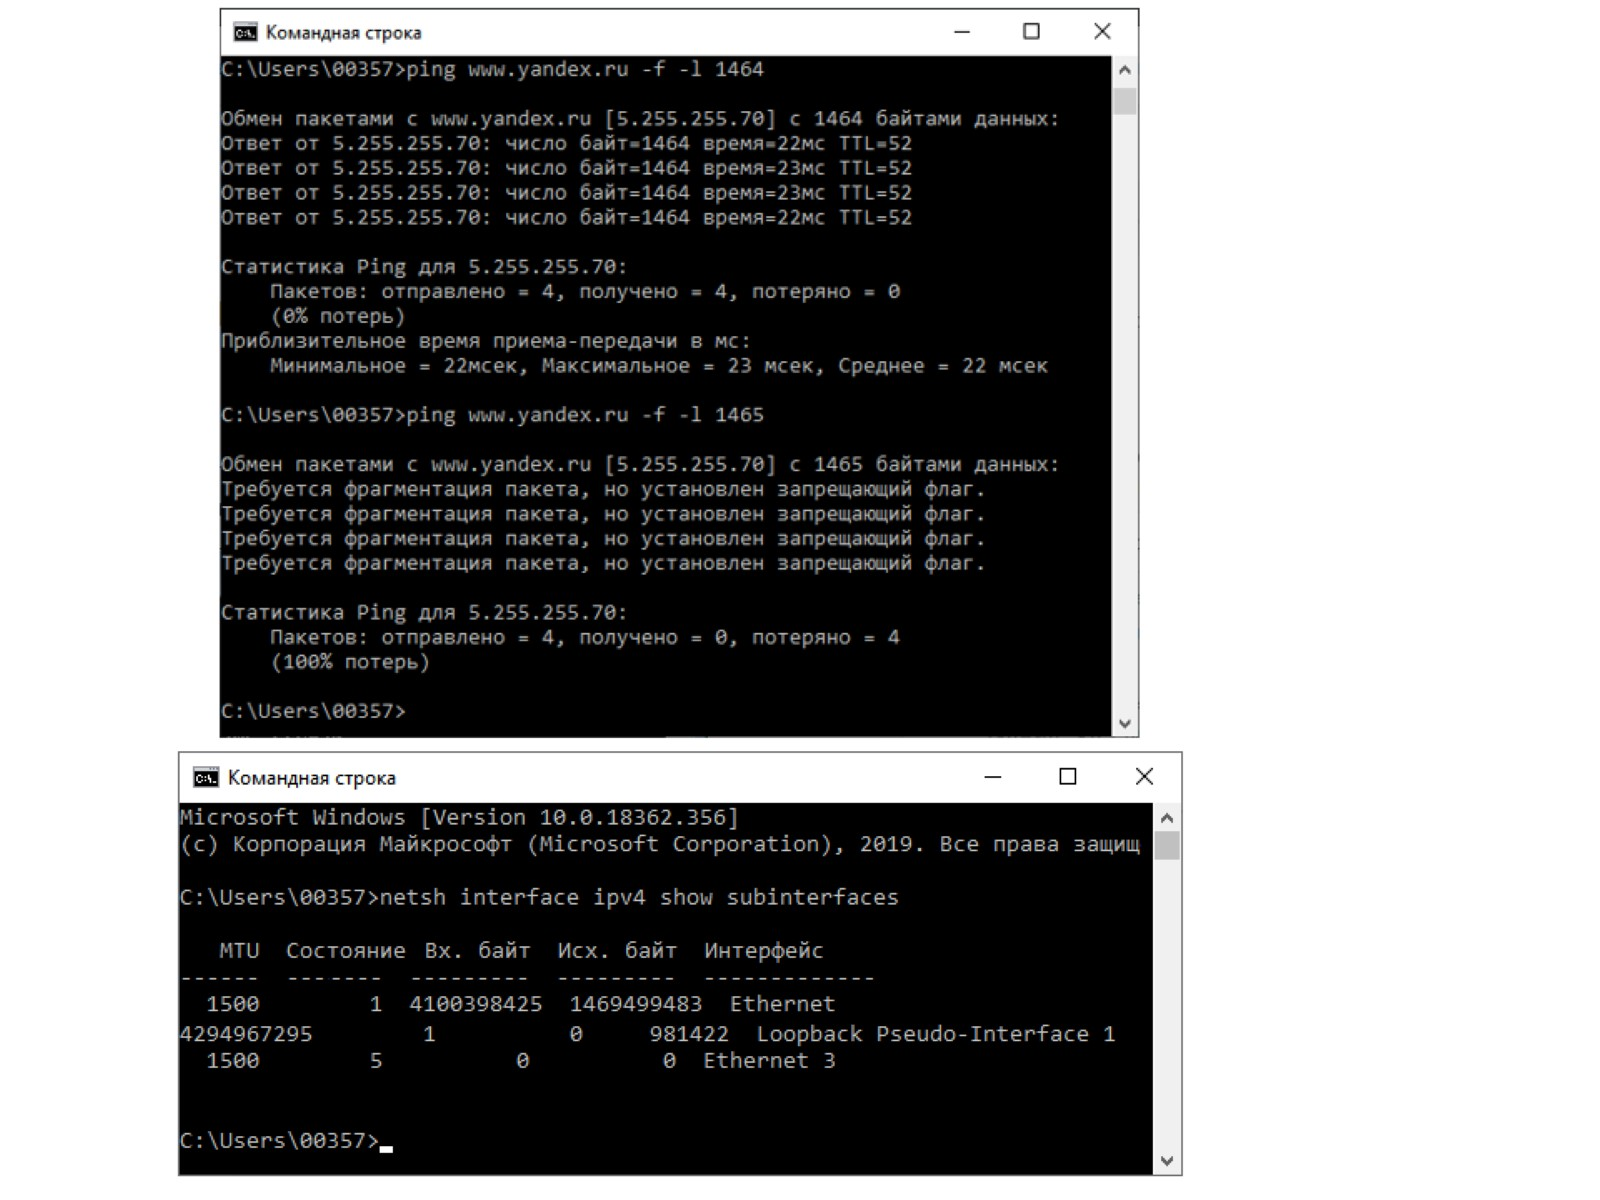 Командная строка
C:\Users\00357>ping www.yandex.ru -f -l 1464
Обмен пакетами с www.yandex.ru [5.255.255.70] с 1464 байтами данных:
Ответ от 5.255.255.70: число байт=1464 время=22мс TTL=52
Ответ от 5.255.255.70: число байт=1464 время=23мс TTL=52
Ответ от 5.255.255.70: число байт=1464 время=23мс TTL=52
Ответ от 5.255.255.70: число байт=1464 время=22мс TTL=52
Статистика Ping для 5.255.255.70:
Пакетов: отправлено = 4, получено = 4, потеряно = 0
(0% потерь)
Приблизительное время приема-передачи в мс:
Минимальное = 22мсек, Максимальное = 23 мсек, Среднее = 22 мсек
C:\Users\00357>ping www.yandex.ru -f -l 1465
Обмен пакетами с www.yandex.ru [5.255.255.70] с 1465 байтами данных:
Требуется фрагментация пакета, но установлен запрещающий флаг.
Требуется фрагментация пакета, но установлен запрещающий флаг.
Требуется фрагментация пакета, но установлен запрещающий флаг.
Требуется фрагментация пакета, но установлен запрещающий флаг.
Статистика Ping для 5.255.255.70:
Пакетов: отправлено = 4, получено = 0, потеряно = 4
(100% потерь)
C:\Users\00357>
Командная строка
Microsoft Windows [Version 10.0.18362.356]
(c) Корпорация Майкрософт (Microsoft Corporation), 2019. Все права защищ
C:\Users\00357>netsh interface ipv4 show subinterfaces
MTU Состояние Вх. байт Исх. байт Интерфейс
------ -------- --------- --------- -------------
1500 1 4100398425 1469499483 Ethernet
4294967295 1 0 981422 Loopback Pseudo-Interface 1
1500 5 0 0 Ethernet 3
C:\Users\00357>